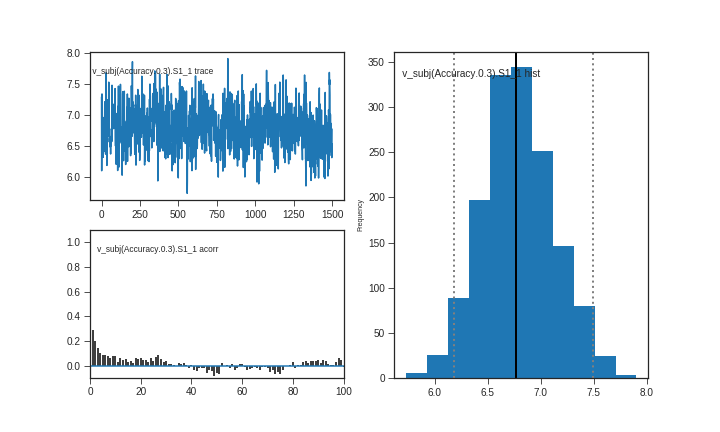 v_subj(Accuracy.0.3).S1_1 trace
8.0
7.5
7.0
6.5
6.0
0 250 500 750 1000 1250 1500
v_subj(Accuracy.0.3).S1_1 acorr
1.0
0.8
0.6
0.4
0.2
0.0
0 20 40 60 80 100
v_subj(Accuracy.0.3).S1_1 hist
Frequency
350
300
250
200
150
100
50
0
6.0 6.5 7.0 7.5 8.0